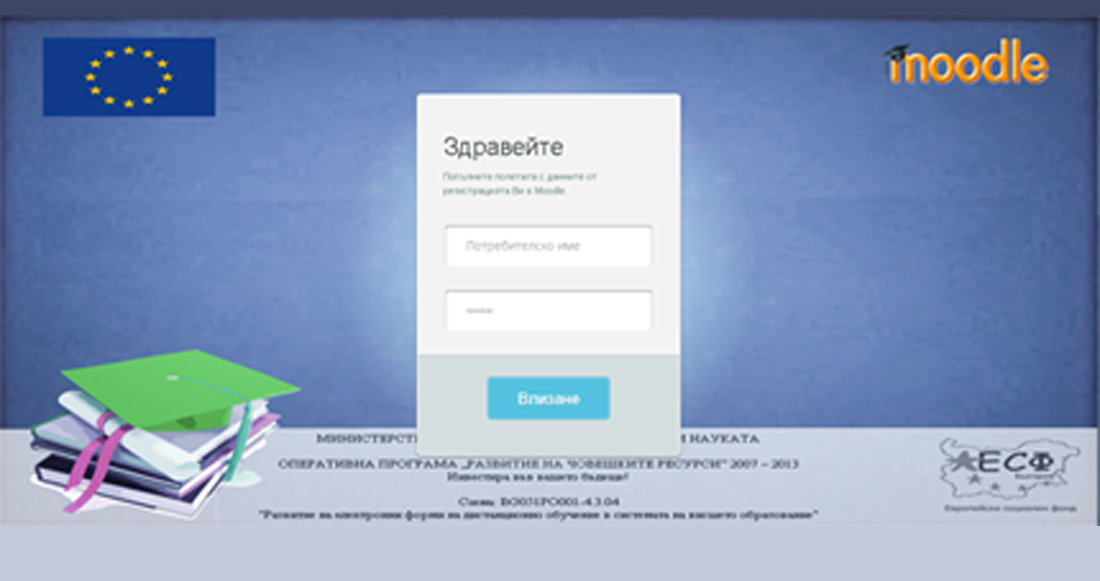 moodle
Здравейте
Попълнете полетата с данните от
регистрацията Ви в Moodle.
Потребителско име
Влизане
МИНИСТЕРСТ И НАУКАТА
ОПЕРАТИВНА ПРОГРАМА „РАЗВИТИЕ НА ЧОВЕШКИТЕ РЕСУРСИ" 2007 – 2013
Инвестира във вашето бъдеще!
Схема: BG051PO001-4.3.04
"Развитие на електронни форми на дистанционно обучение в системата на висшето образование"
ЕСФ
България
Европейски социален фонд